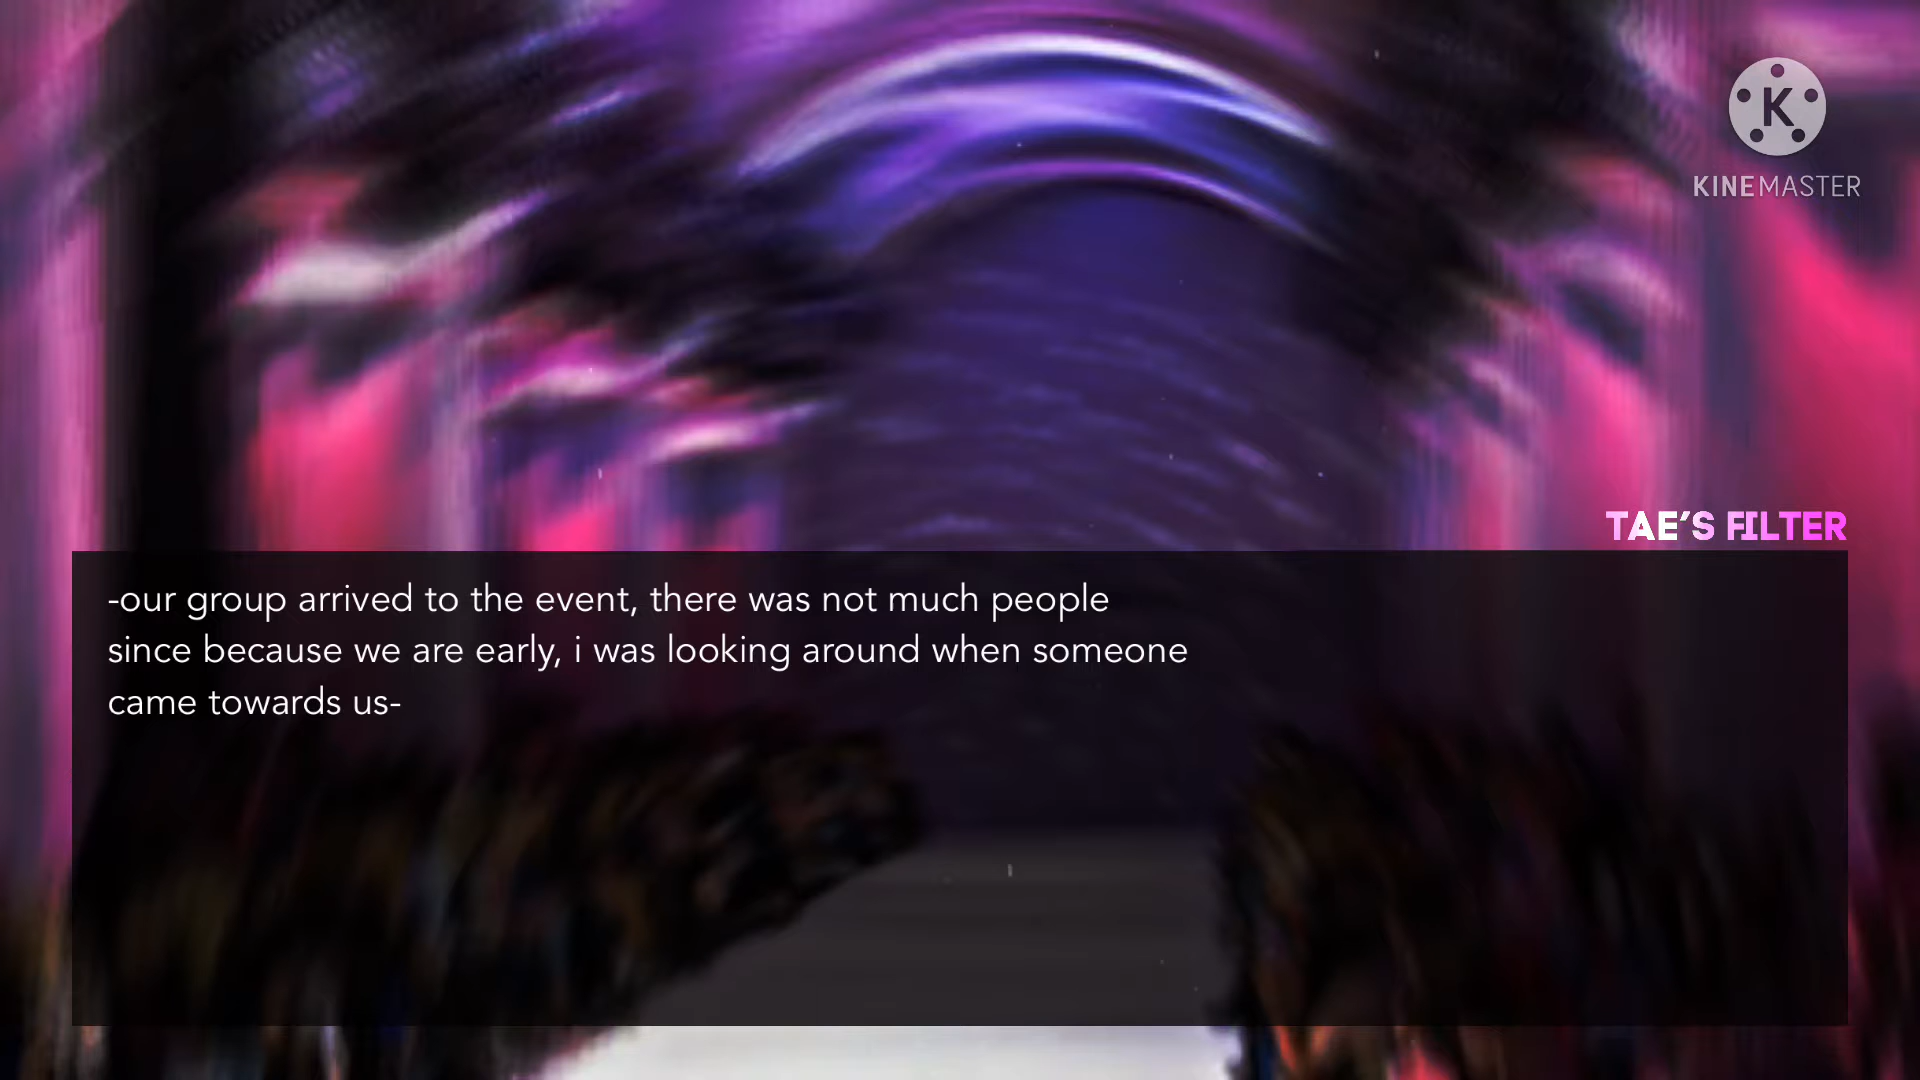 K
KINEMASTER
TAE'S FILTER
-our group arrived to the event, there was not much people
since because we are early, i was looking around when someone
came towards us-